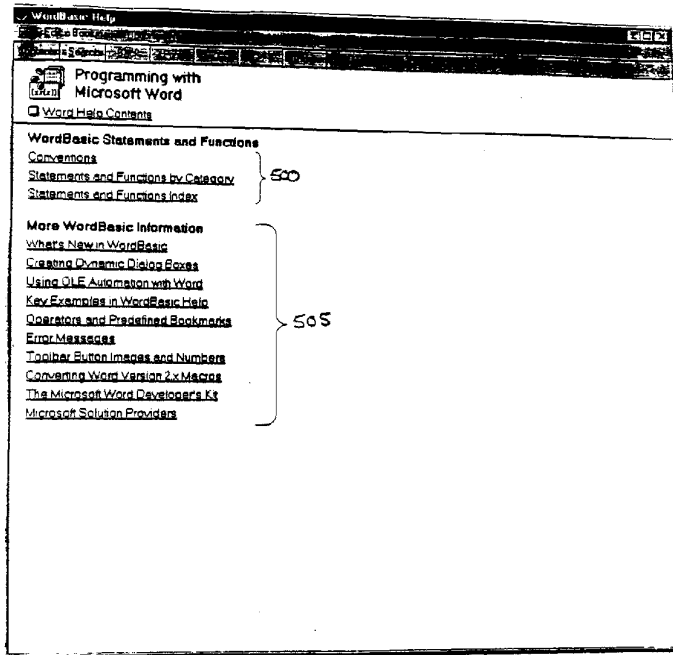 WordBasic Help
Programming with
Microsoft Word
Word Help Contents
WordBasic Statements and Functions
Conventions
Statements and Functions by Category
Statements and Functions Index
500
More WordBasic Information
What's New in WordBasic
Creating Dynamic Dialog Boxes
Using OLE Automation with Word
Key Examples in WordBasic Help
Operators and Predefined Bookmarks
505
Error Messages
Toolbar Button Images and Numbers
Converting Word Version 2.x Macros
The Microsoft Word Developer's Kit
Microsoft Solution Providers